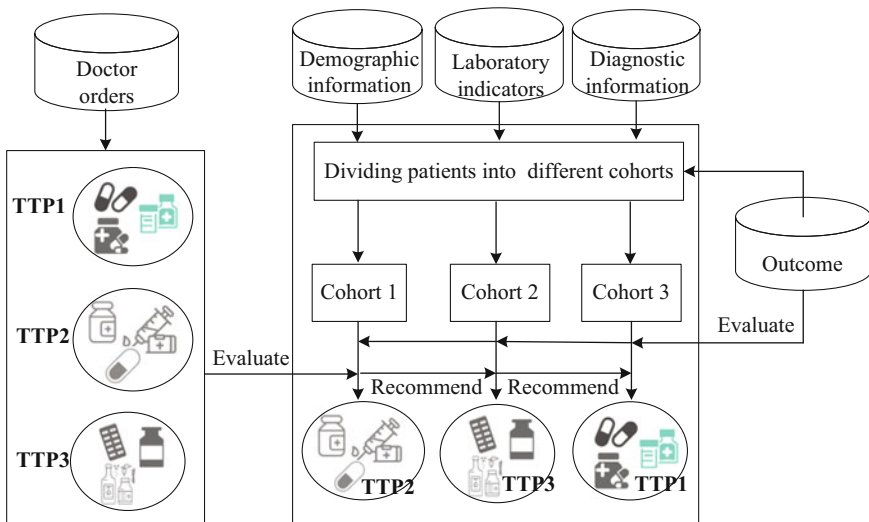 Doctor
orders
Demographic
information
Laboratory
indicators
Diagnostic
information
Dividing patients into different cohorts
TTP1
TTP2
TTP3
Cohort 1
Cohort 2
Cohort 3
Outcome
Evaluate
Evaluate
Recommend
Recommend
TTP2
TTP3
TTP1